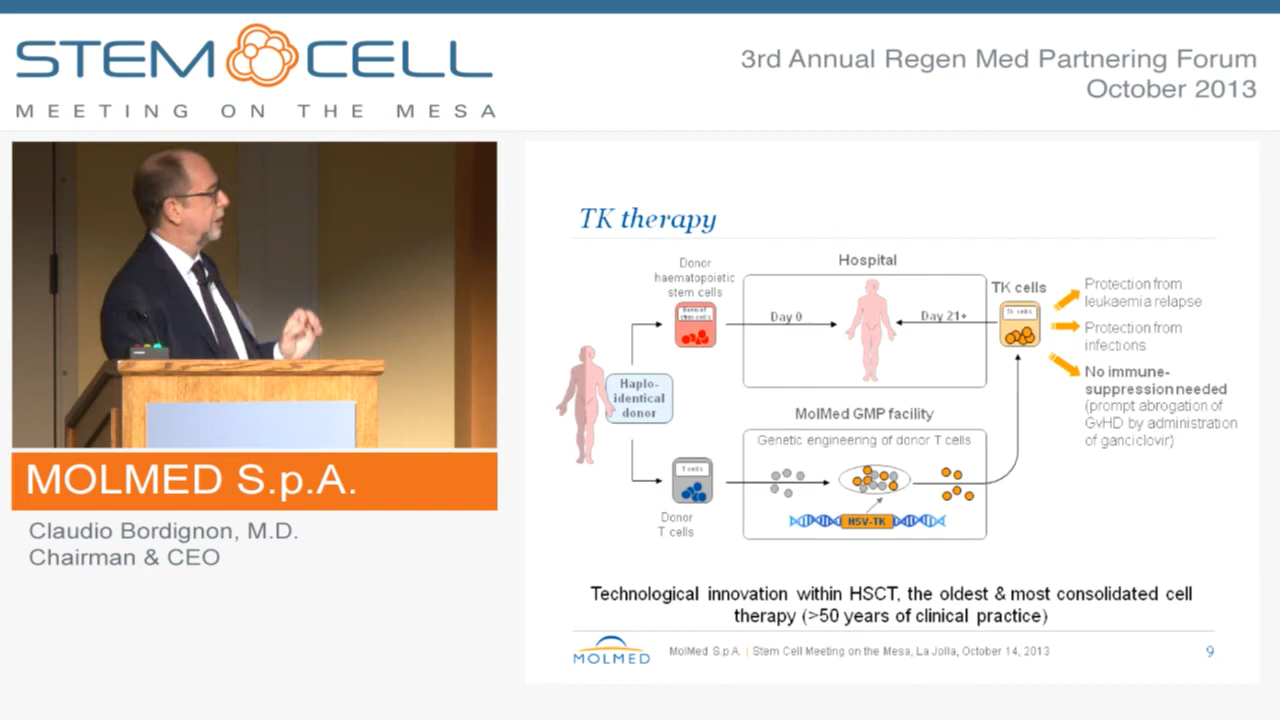 STEM CELL
MEETING ON THE MESA
3rd Annual Regen Med Partnering Forum
October 2013
MOLMED S.p.A.
Claudio Bordignon, M.D.
Chairman & CEO
TK therapy
Donor
haematopoietic
stem cells
Hospital
Day 0
Day 21+
TK cells
TK cells
Protection from
leukaemia relapse
Protection from
infections
No immune-
suppression needed
(prompt abrogation of
GvHD by administration
of ganciclovir)
Haplo-
identical
donor
MolMed GMP facility
Genetic engineering of donor T cells
T cells
HSV-TK
Donor
T cells
Technological innovation within HSCT, the oldest & most consolidated cell
therapy (>50 years of clinical practice)
MOLMED
MolMed S.p.A. | Stem Cell Meeting on the Mesa, La Jolla, October 14, 2013
9